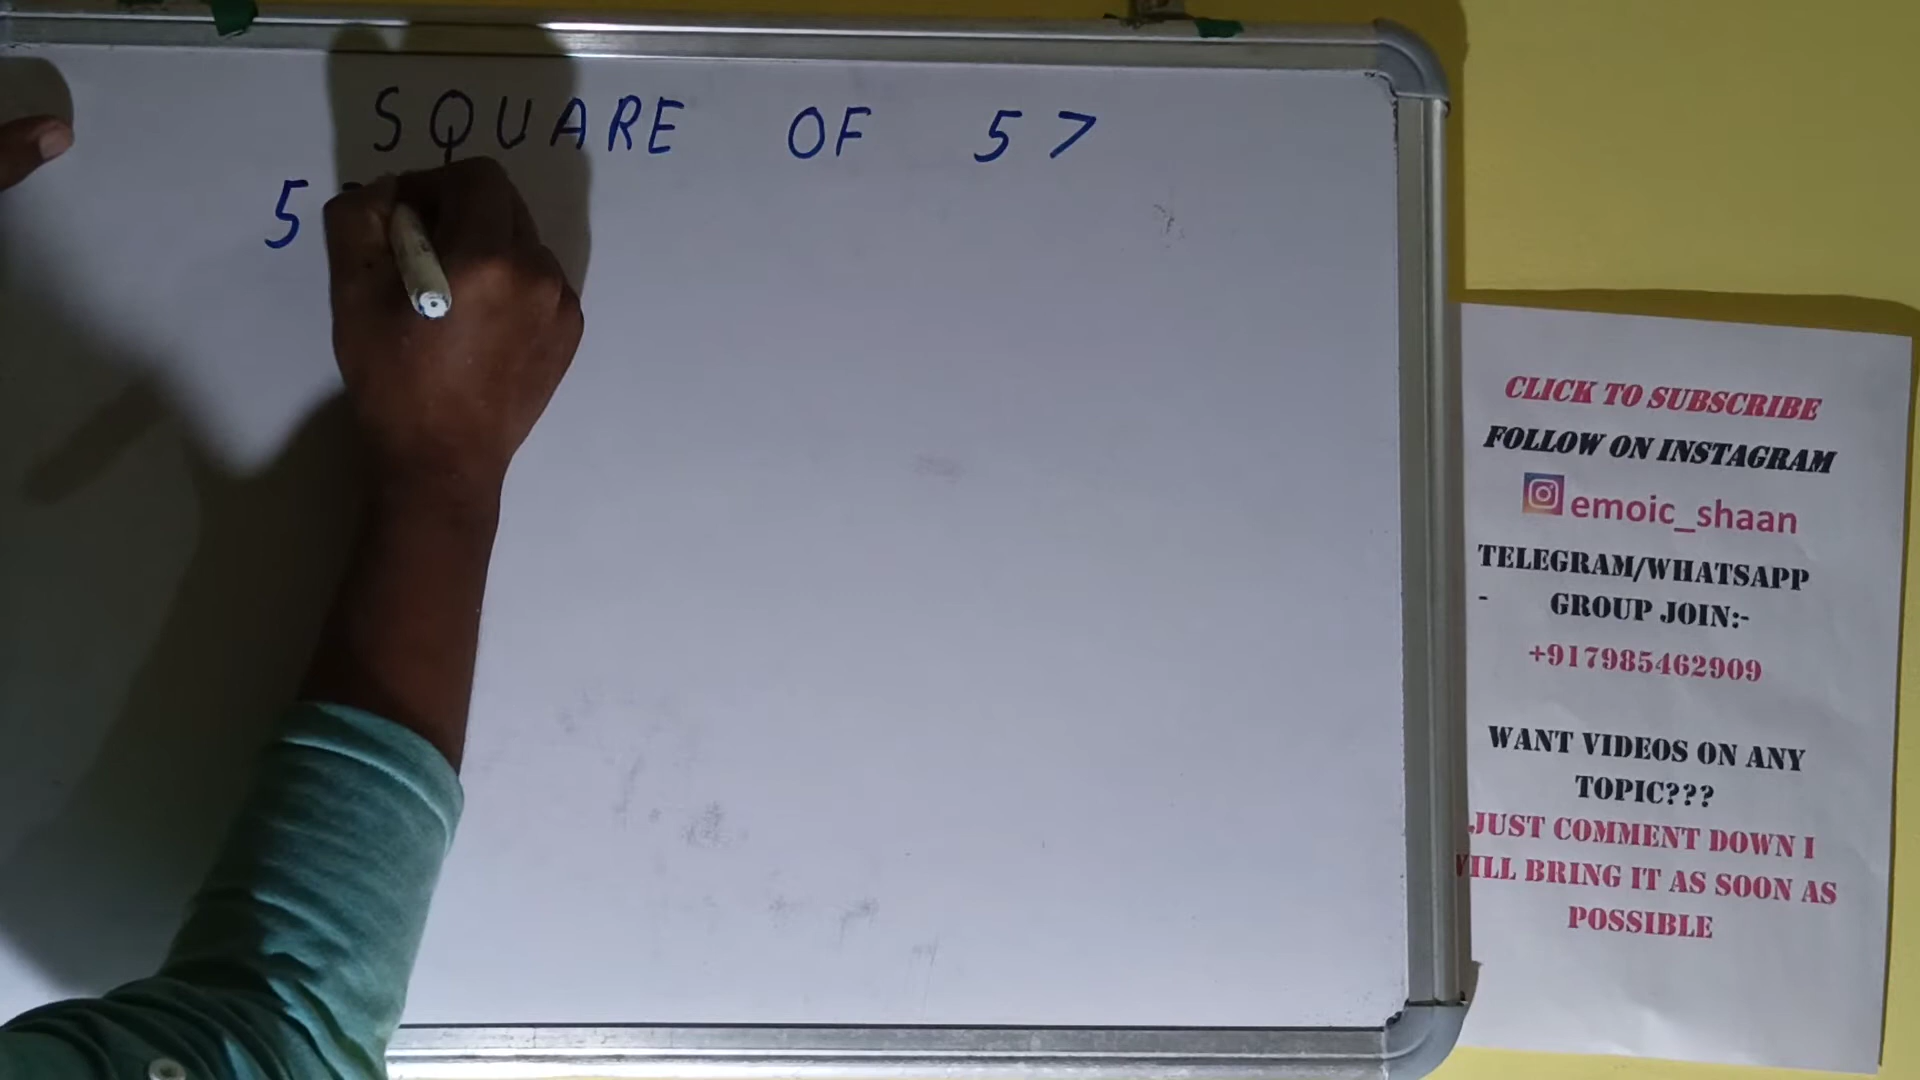 SQUARE OF 57
5
CLICK TO SUBSCRIBE
FOLLOW ON INSTAGRAM
emoic_shaan
TELEGRAM/WHATSAPP
- GROUP JOIN:-
+917985462909
WANT VIDEOS ON ANY
TOPIC???
JUST COMMENT DOWN I
WILL BRING IT AS SOON AS
POSSIBLE